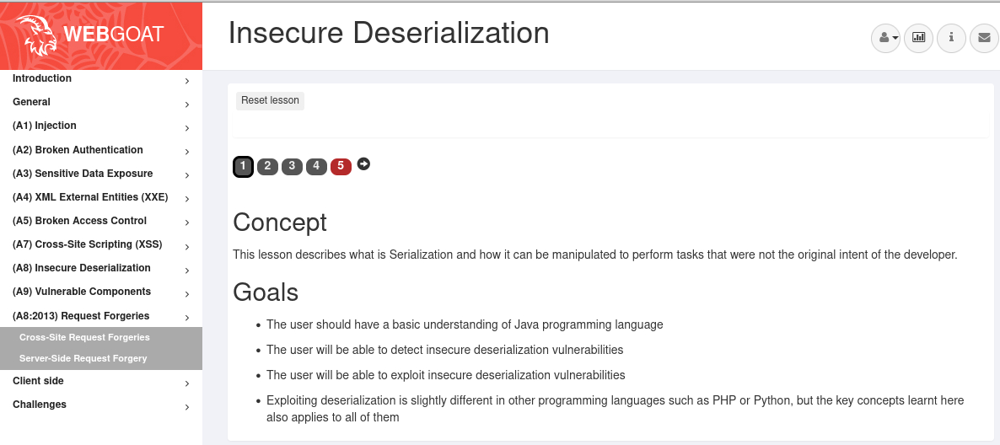 WEBGOAT
Insecure Deserialization
Introduction
General
(A1) Injection
(A2) Broken Authentication
(A3) Sensitive Data Exposure
(A4) XML External Entities (XXE)
(A5) Broken Access Control
(A7) Cross-Site Scripting (XSS)
(A8) Insecure Deserialization
(A9) Vulnerable Components
(A8:2013) Request Forgeries
Cross-Site Request Forgeries
Server-Side Request Forgery
Client side
Challenges
Reset lesson
1 2 3 4 5
Concept
This lesson describes what is Serialization and how it can be manipulated to perform tasks that were not the original intent of the developer.
Goals
• The user should have a basic understanding of Java programming language
• The user will be able to detect insecure deserialization vulnerabilities
• The user will be able to exploit insecure deserialization vulnerabilities
• Exploiting deserialization is slightly different in other programming languages such as PHP or Python, but the key concepts learnt here
also applies to all of them